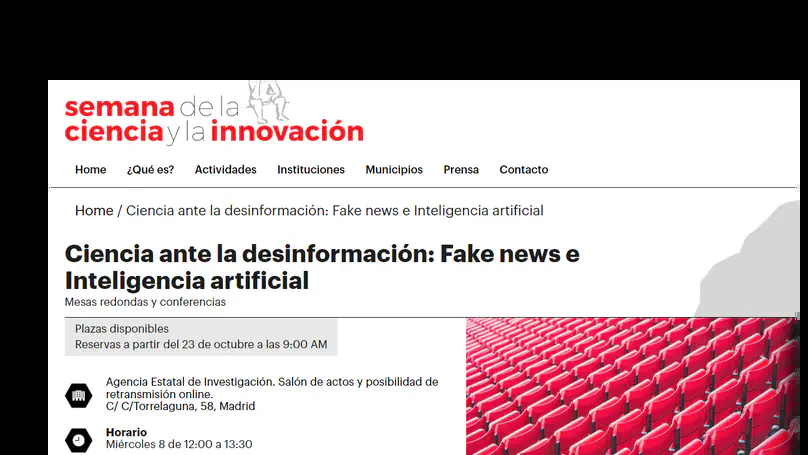 semana de la
ciencia y la innovación
Home ¿Qué es? Actividades Instituciones Municipios Prensa Contacto
Home / Ciencia ante la desinformación: Fake news e Inteligencia artificial
Ciencia ante la desinformación: Fake news e
Inteligencia artificial
Mesas redondas y conferencias
Plazas disponibles
Reservas a partir del 23 de octubre a las 9:00 AM
Agencia Estatal de Investigación. Salón de actos y posibilidad de
retransmisión online.
C/ C/Torrelaguna, 58, Madrid
Horario
Miércoles 8 de 12:00 a 13:30